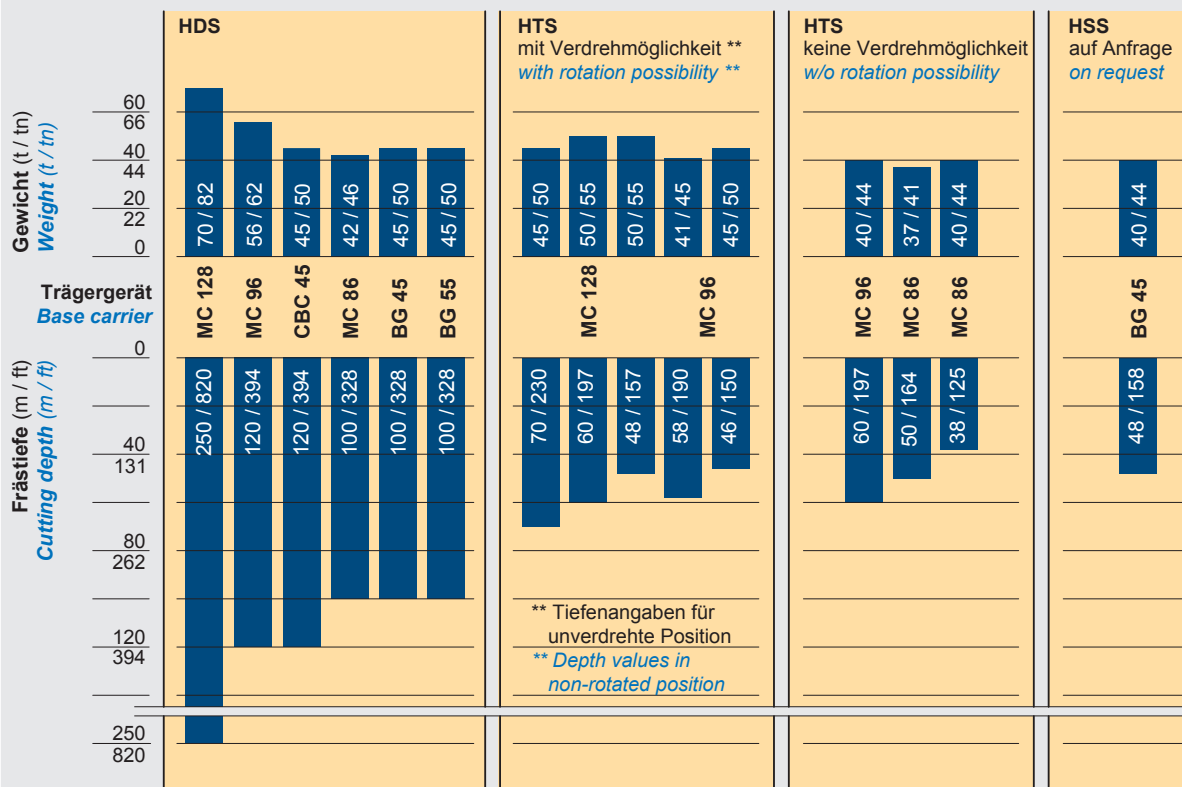 HDS
HTS
mit Verdrehmöglichkeit **
with rotation possibility **
HTS
keine Verdrehmöglichkeit
w/o rotation possibility
HSS
auf Anfrage
on request
Gewicht (t / tn)
Weight (t / tn)
60
66
40
44
20
22
0
70 / 82
56 / 62
45 / 50
42 / 46
45 / 50
45 / 50
45 / 50
50 / 55
50 / 55
41 / 45
45 / 50
40 / 44
37 / 41
40 / 44
40 / 44
Trägergerät
Base carrier
MC 128
MC 96
CBC 45
MC 86
BG 45
BG 55
MC 128
MC 96
MC 96
MC 86
MC 86
BG 45
Frästiefe (m / ft)
Cutting depth (m / ft)
0
40
131
80
262
120
394
250
820
250 / 820
120 / 394
120 / 394
100 / 328
100 / 328
100 / 328
70 / 230
60 / 197
48 / 157
58 / 190
46 / 150
60 / 197
50 / 164
38 / 125
48 / 158
** Tiefenangaben für
unverdrehte Position
** Depth values in
non-rotated position